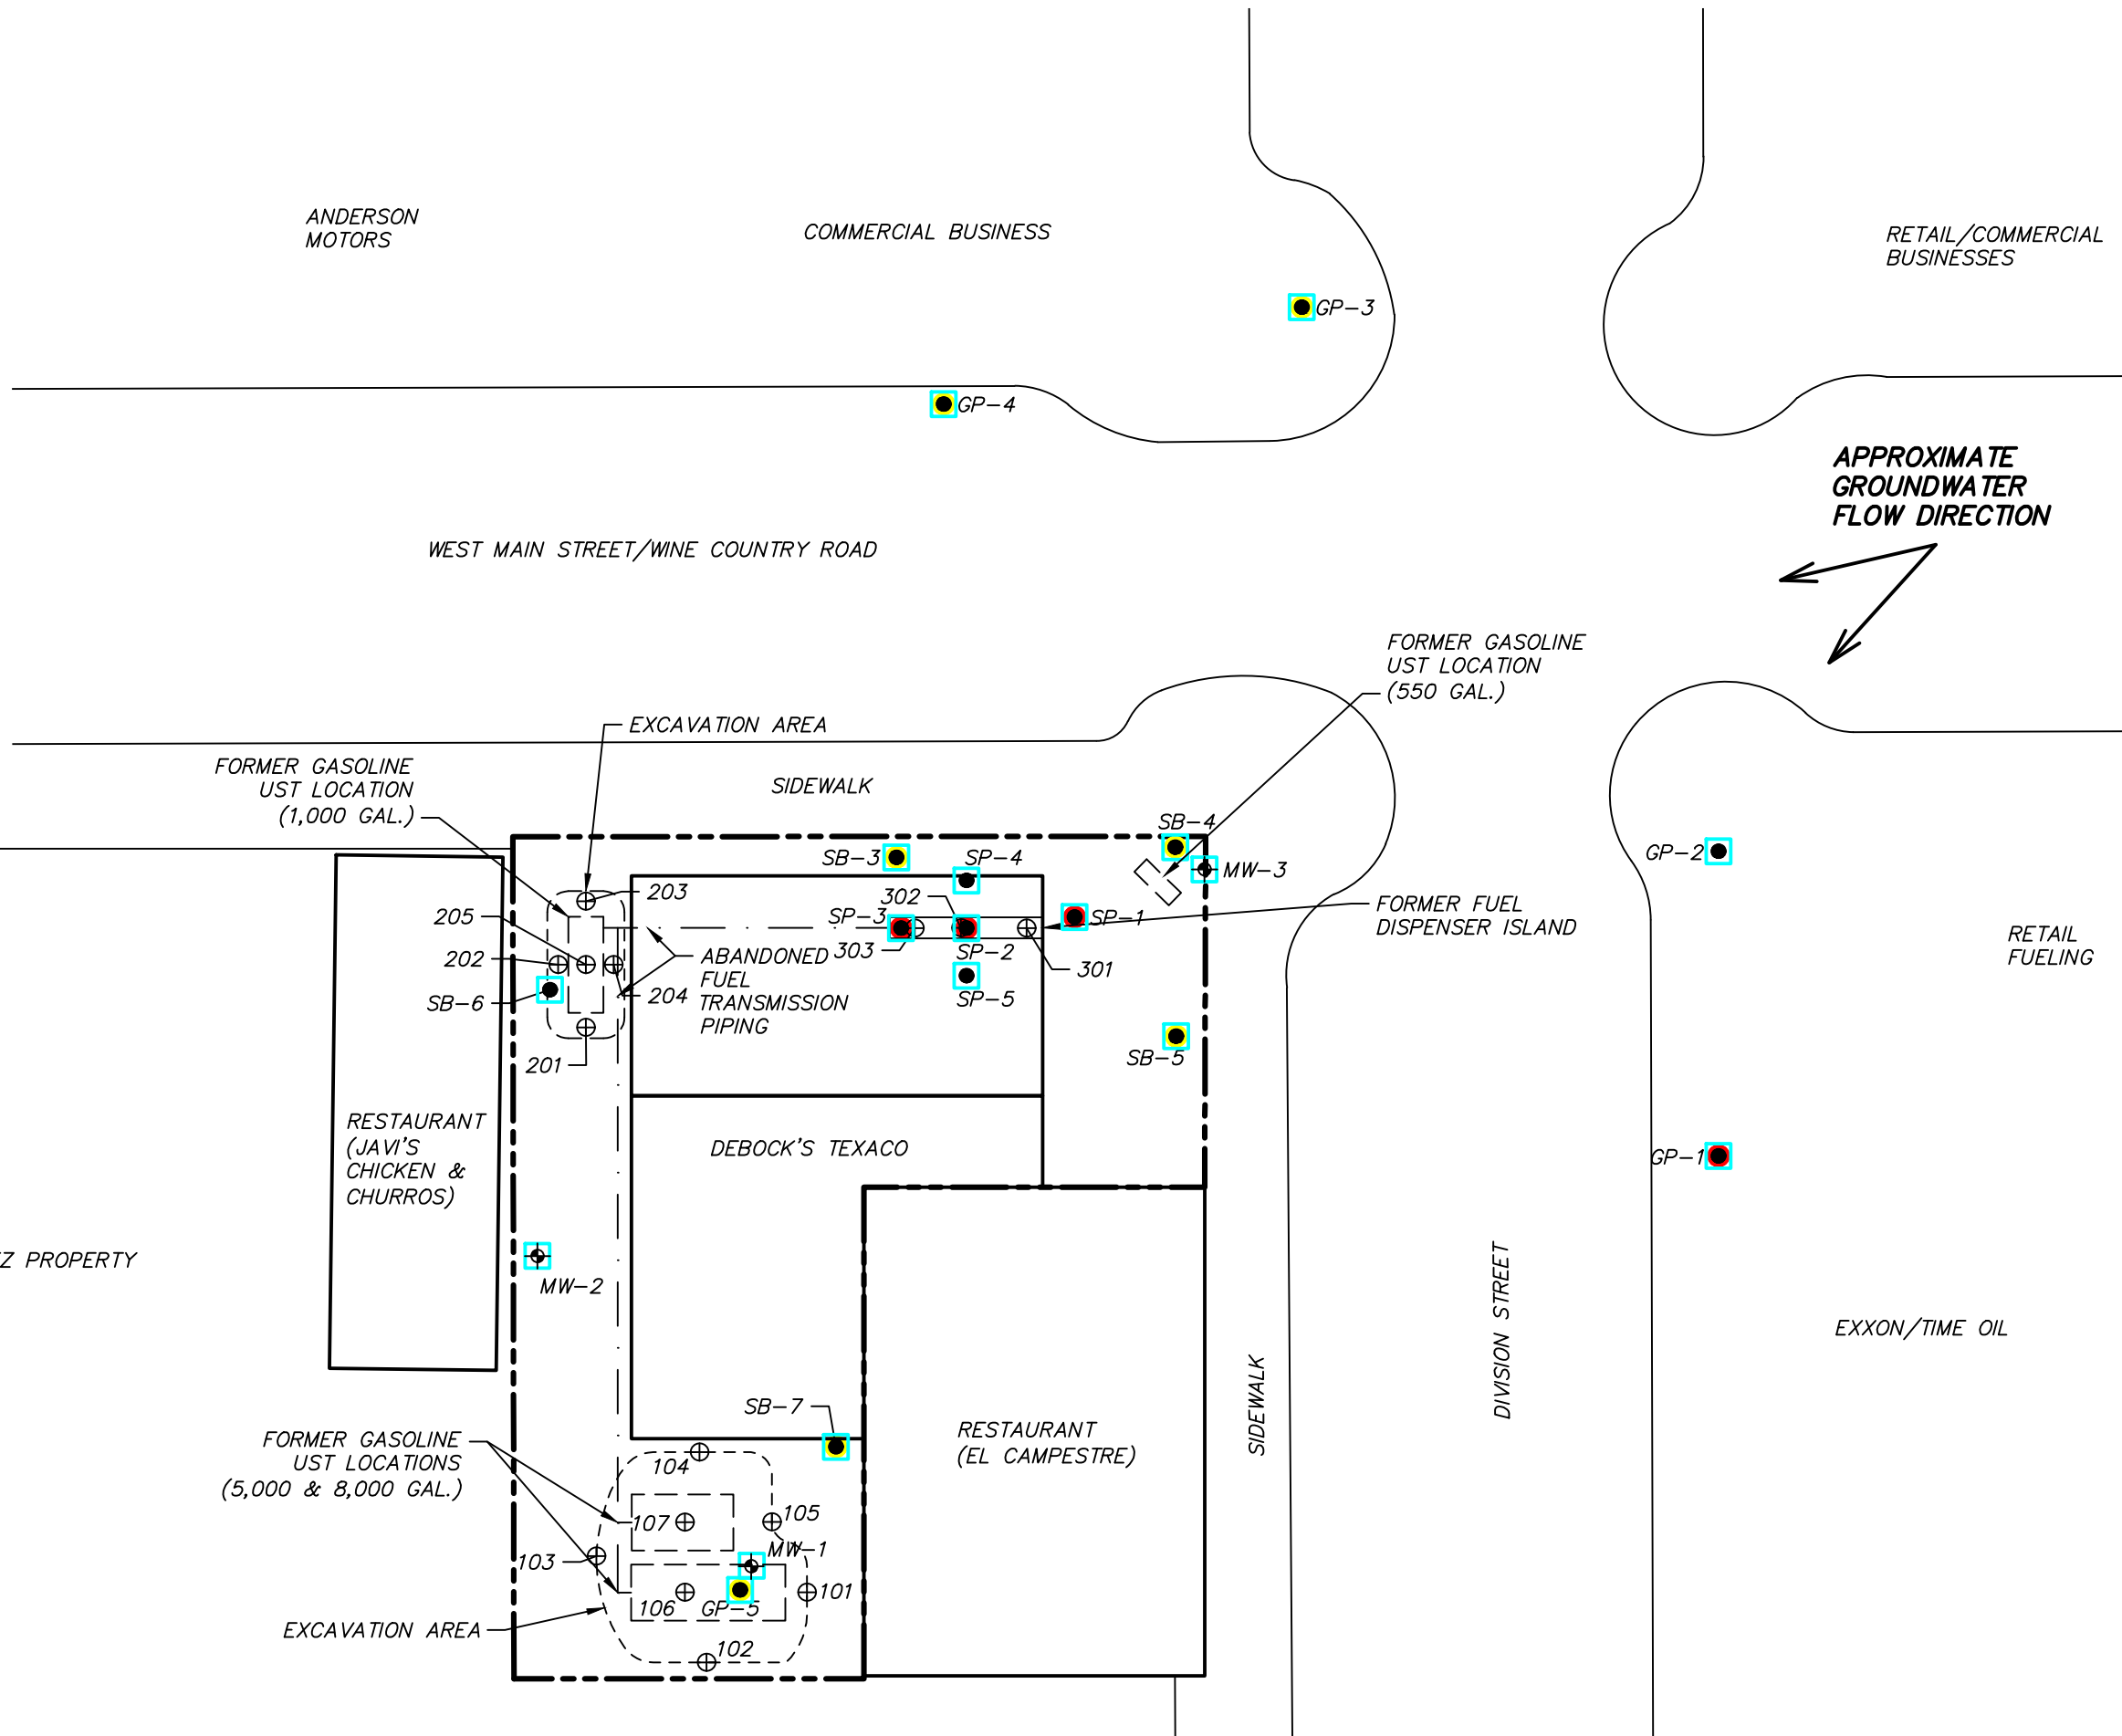 ANDERSON
MOTORS
COMMERCIAL BUSINESS
RETAIL/COMMERCIAL
BUSINESSES
GP-3
GP-4
APPROXIMATE
GROUNDWATER
FLOW DIRECTION
WEST MAIN STREET/WINE COUNTRY ROAD
FORMER GASOLINE
UST LOCATION
(550 GAL.)
EXCAVATION AREA
FORMER GASOLINE
UST LOCATION
(1,000 GAL.)
SIDEWALK
SB-4
SB-3
SP-4
MW-3
GP-2
203
302
205
SP-3
SP-1
FORMER FUEL
DISPENSER ISLAND
303
SP-2
202
ABANDONED
FUEL
TRANSMISSION
PIPING
301
RETAIL
FUELING
204
SB-6
SP-5
201
SB-5
RESTAURANT
(JAVI'S
CHICKEN &
CHURROS)
DEBOCK'S TEXACO
GP-1
Z PROPERTY
MW-2
DIVISION STREET
EXXON/TIME OIL
SIDEWALK
SB-7
RESTAURANT
(EL CAMPESTRE)
FORMER GASOLINE
UST LOCATIONS
(5,000 & 8,000 GAL.)
104
107
105
MW-1
103
106
GP-5
101
EXCAVATION AREA
102